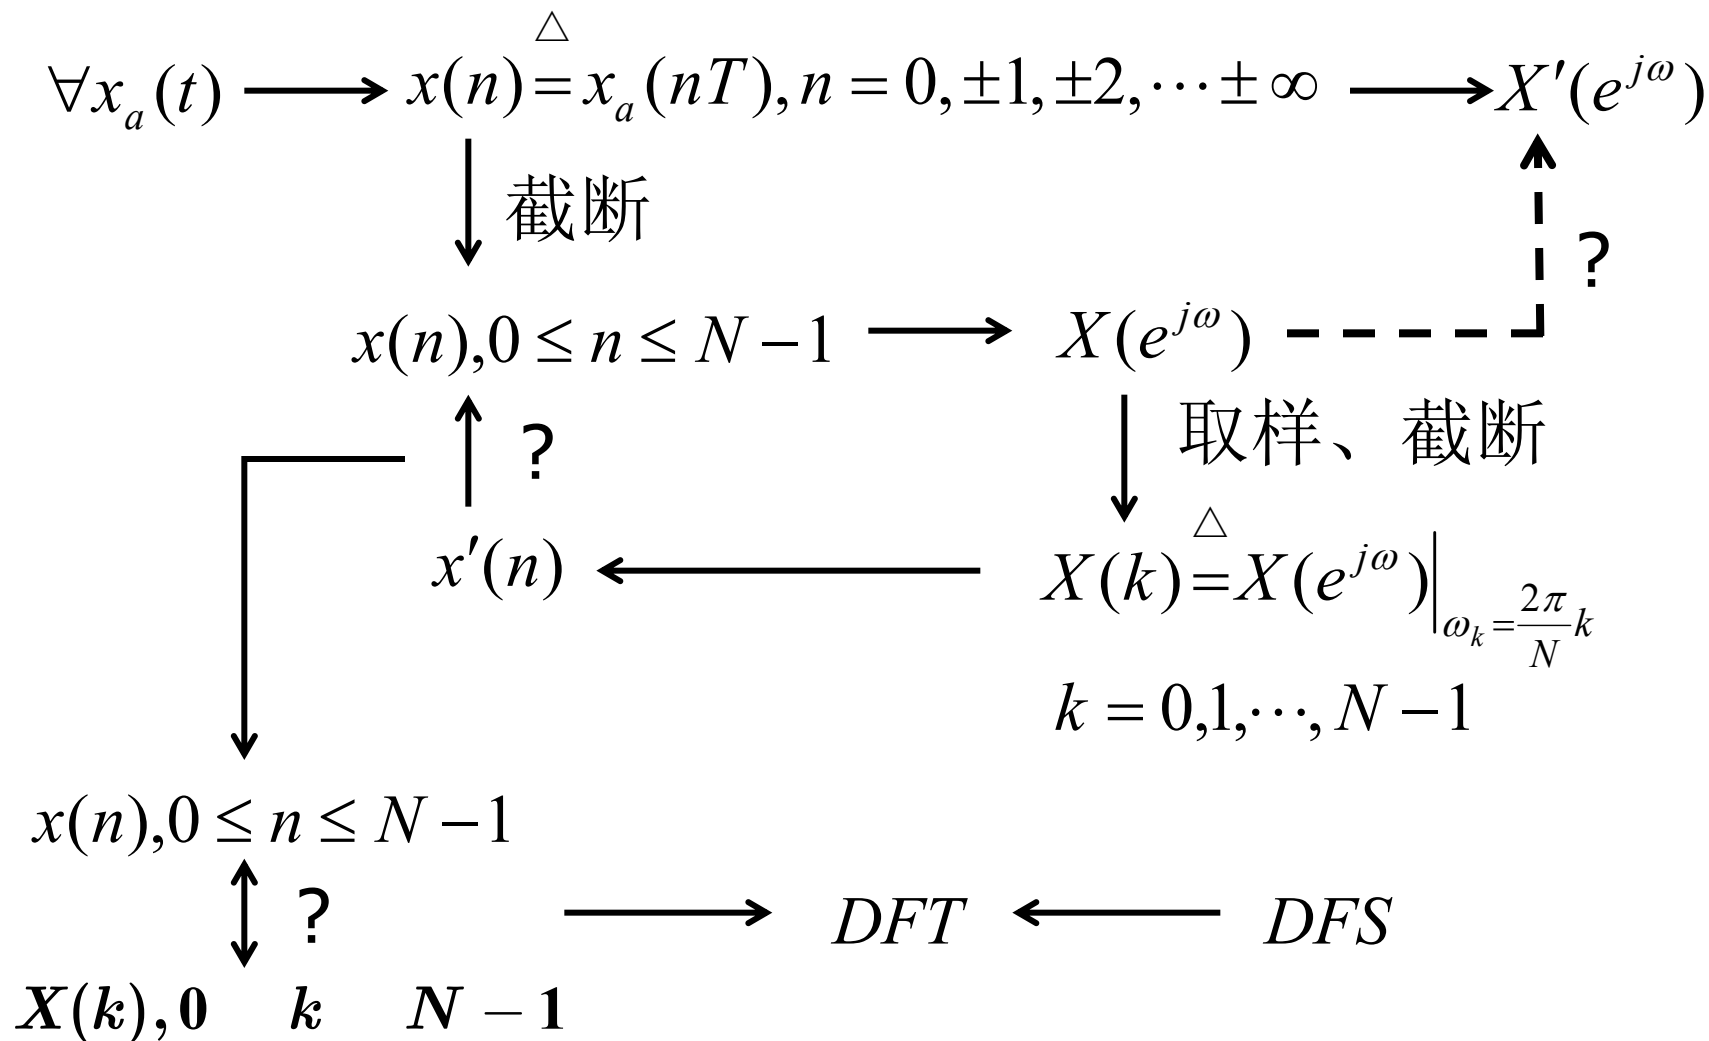 ∀x_a(t) x(n) ≜ x_a(nT), n = 0, ±1, ±2, ⋯ ± ∞ X′(e^{jω})
截断
?
x(n),0 ≤ n ≤ N − 1 X(e^{jω})
? 取样、截断
x′(n) X(k) ≜ X(e^{jω})|_{ω_k = \frac{2π}{N}k}
k = 0,1,⋯, N − 1
x(n),0 ≤ n ≤ N − 1
? DFT DFS
X(k),0 k N − 1